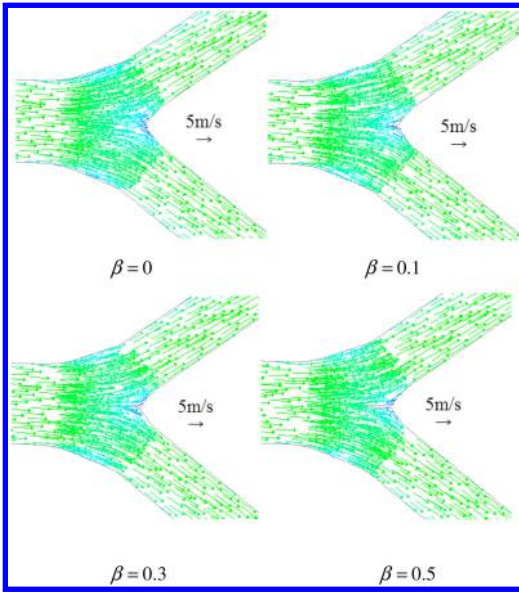 5m/s
5m/s
→
→
β = 0
β = 0.1
5m/s
5m/s
→
→
β = 0.3
β = 0.5